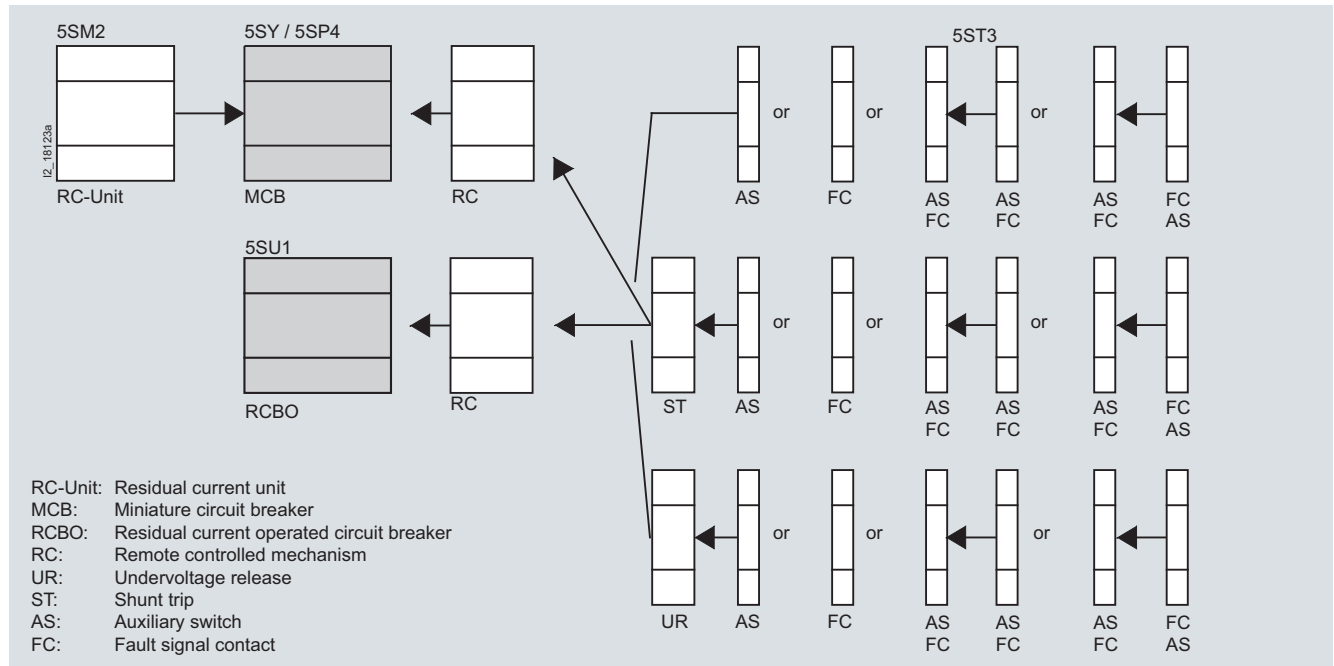 5SM2
5SY / 5SP4
5ST3
I2_18123a
or
or
or
RC-Unit
MCB
RC
AS
FC
AS
AS
AS
FC
FC
FC
FC
AS
5SU1
or
or
or
RCBO
RC
ST
AS
FC
AS
AS
AS
FC
FC
FC
FC
AS
or
or
or
UR
AS
FC
AS
AS
AS
FC
FC
FC
FC
AS
RC-Unit: Residual current unit
MCB: Miniature circuit breaker
RCBO: Residual current operated circuit breaker
RC: Remote controlled mechanism
UR: Undervoltage release
ST: Shunt trip
AS: Auxiliary switch
FC: Fault signal contact